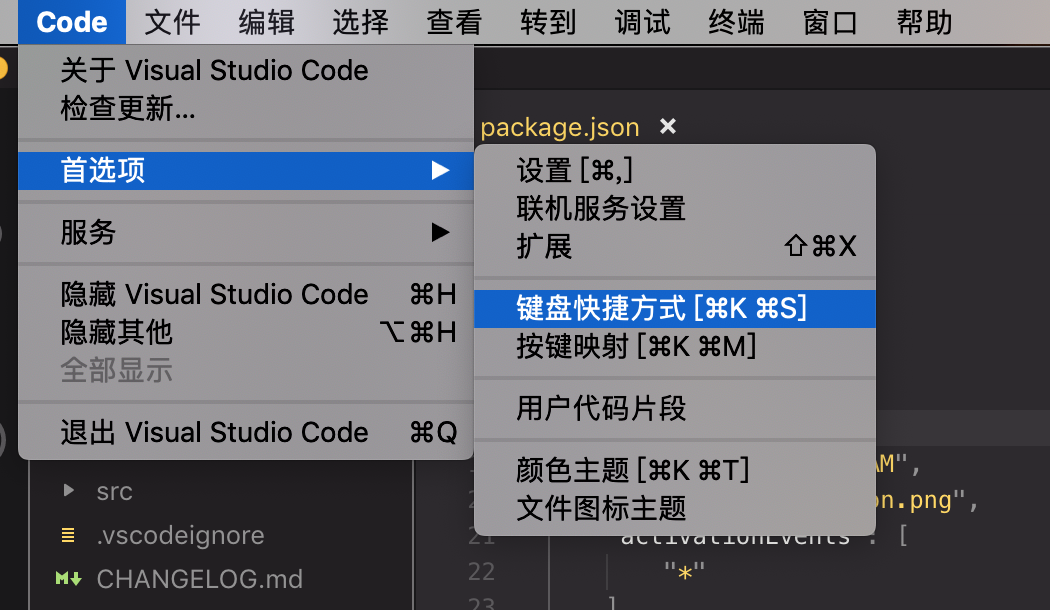 Code 文件 编辑 选择 查看 转到 调试 终端 窗口 帮助
关于 Visual Studio Code
检查更新...
首选项
服务
隐藏 Visual Studio Code ⌘H
隐藏其他 ⌥⌘H
全部显示
退出 Visual Studio Code ⌘Q
package.json ×
设置 [⌘,]
联机服务设置
扩展 ⇧⌘X
键盘快捷方式 [⌘K ⌘S]
按键映射 [⌘K ⌘M]
用户代码片段
颜色主题 [⌘K ⌘T]
文件图标主题
src
.vscodeignore
CHANGELOG.md
AM",
on.png",
21 activationEvents : [
22 "*"
23 ]